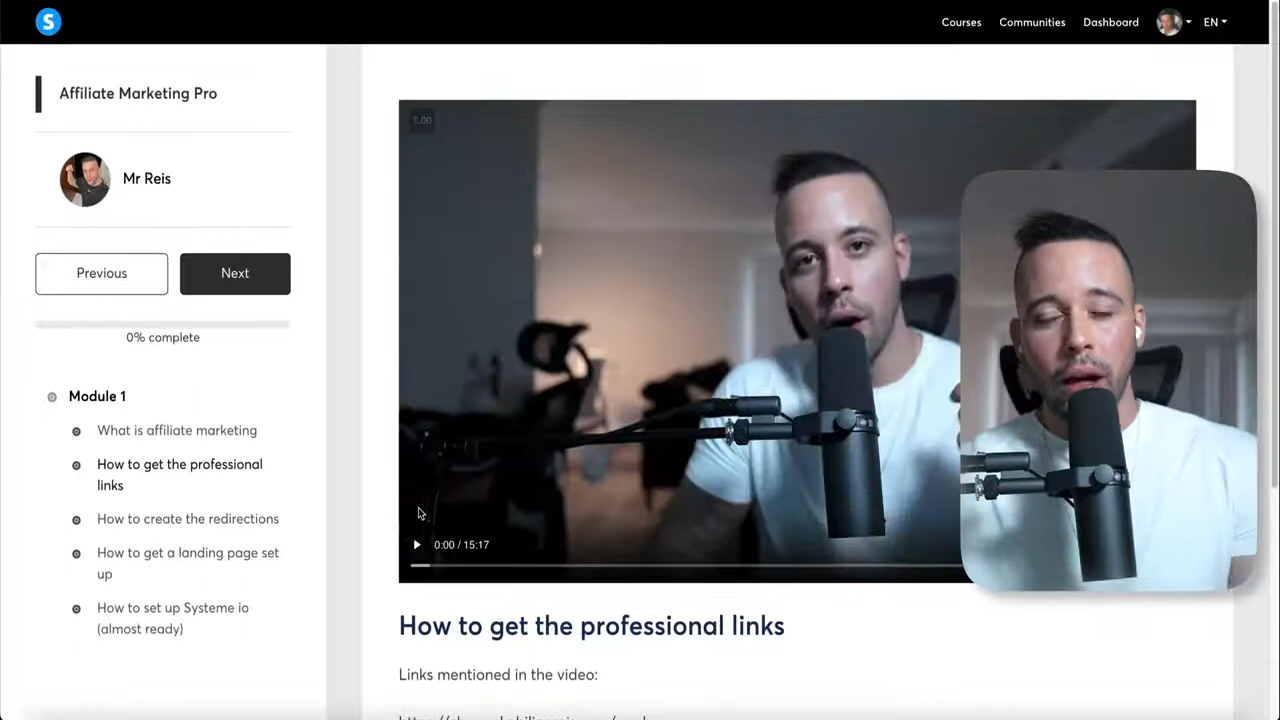 S
Courses Communities Dashboard EN
Affiliate Marketing Pro
Mr Reis
Previous Next
0% complete
Module 1
What is affiliate marketing
How to get the professional
links
How to create the redirections
How to get a landing page set
up
How to set up Systeme io
(almost ready)
1.00
0:00 / 15:17
How to get the professional links
Links mentioned in the video: